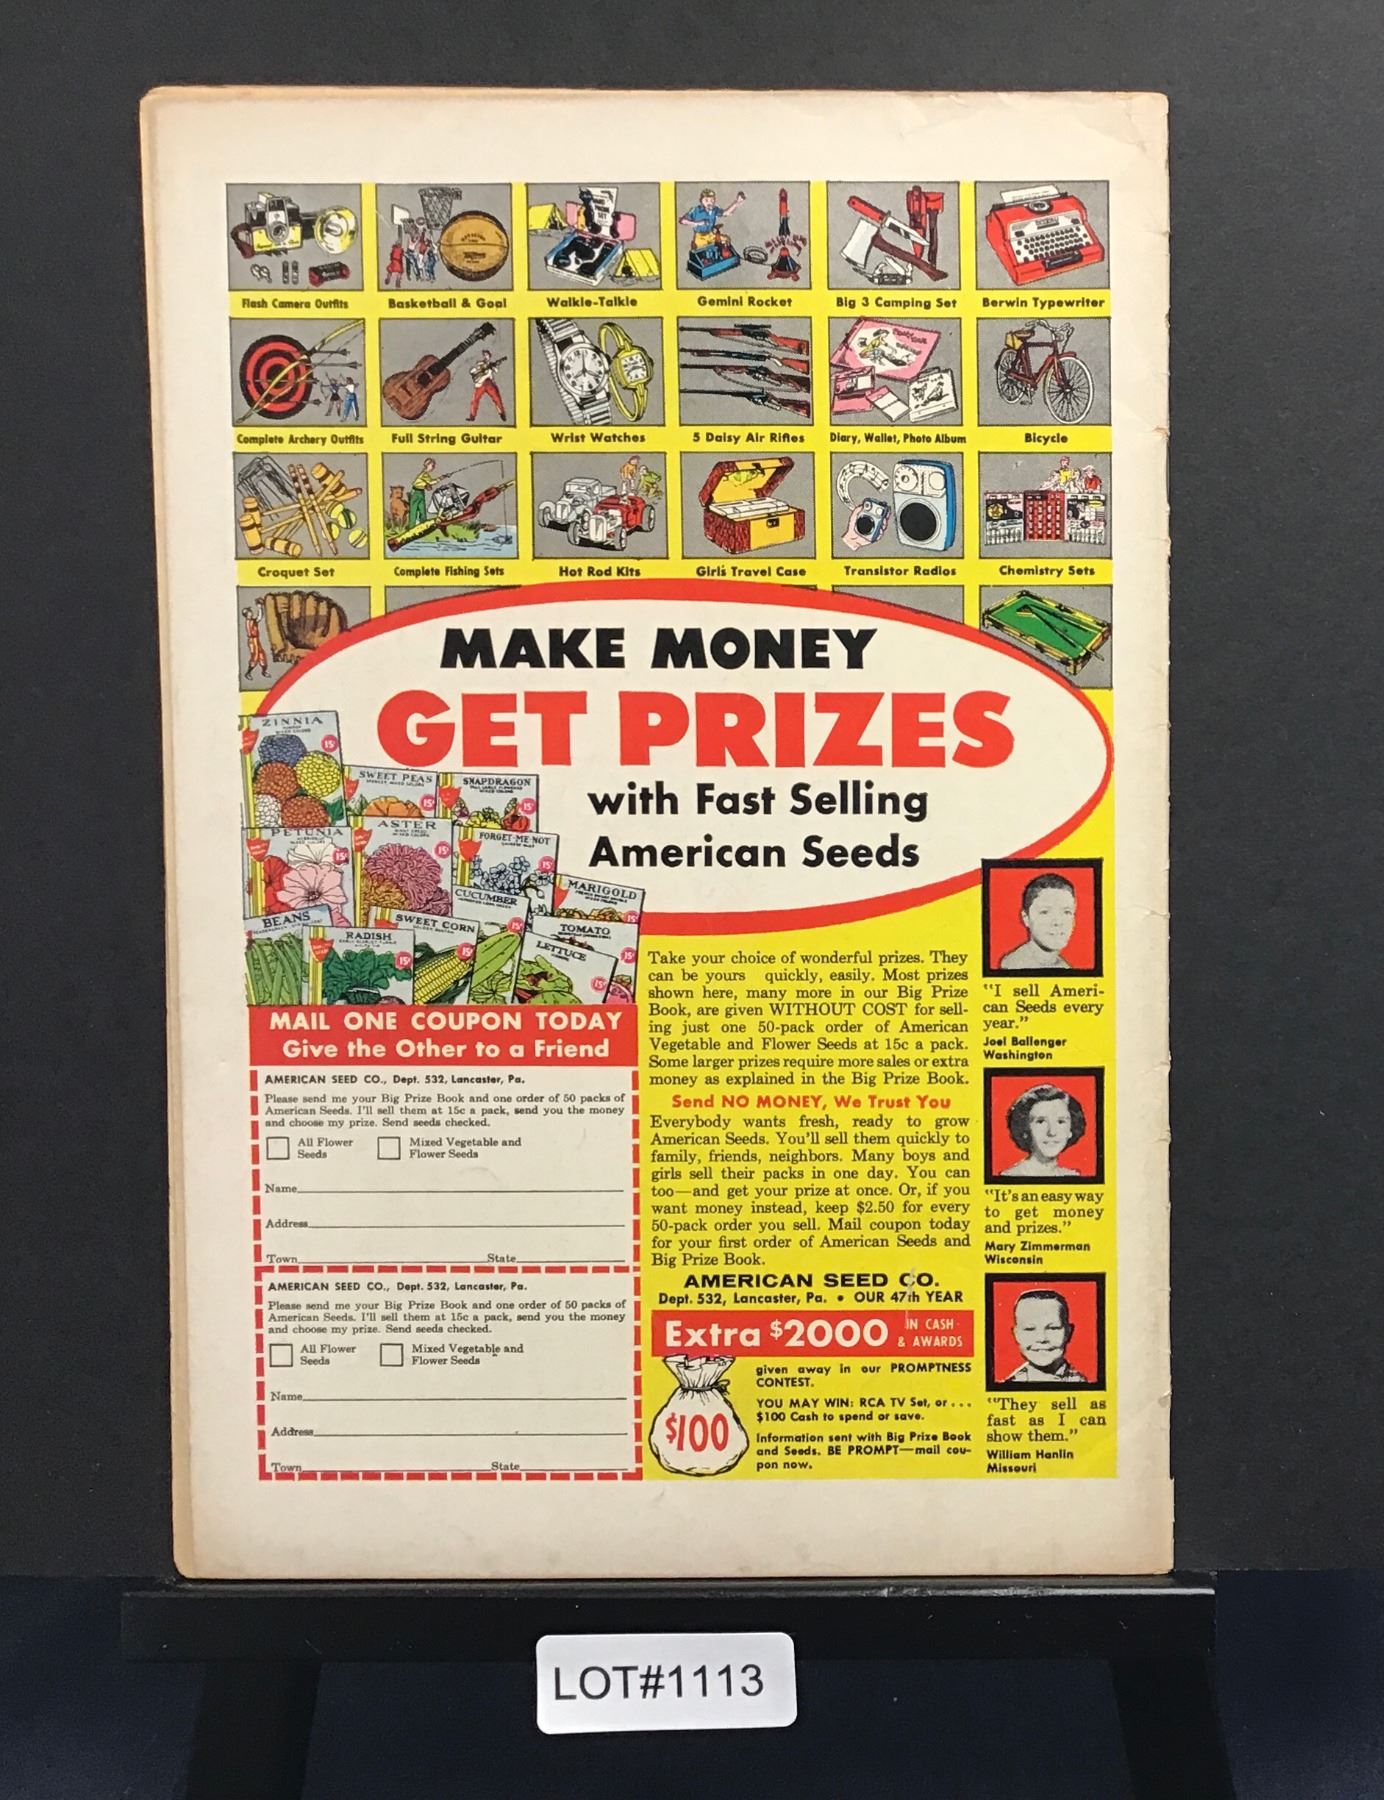 Flash Camera Outfits
Basketball & Goal
Walkie-Talkie
Gemini Rocket
Big 3 Camping Set
Berwin Typewriter
Complete Archery Outfits
Full String Guitar
Wrist Watches
5 Daisy Air Rifles
Diary, Wallet, Photo Album
Bicycle
Croquet Set
Complete Fishing Sets
Hot Rod Kits
Girl's Travel Case
Transistor Radios
Chemistry Sets
MAKE MONEY
GET PRIZES
with Fast Selling
American Seeds
ZINNIA
MIXED COLORS
15¢
SWEET PEAS
15¢
SNAPDRAGON
15¢
PETUNIA
15¢
ASTER
MIXED COLORS
15¢
FORGET-ME-NOT
15¢
MARIGOLD
15¢
CUCUMBER
15¢
BEANS
RADISH
15¢
SWEET CORN
15¢
TOMATO
15¢
LETTUCE
15¢
MAIL ONE COUPON TODAY
Give the Other to a Friend
AMERICAN SEED CO., Dept. 532, Lancaster, Pa.
Please send me your Big Prize Book and one order of 50 packs of
American Seeds. I'll sell them at 15c a pack, send you the money
and choose my prize. Send seeds checked.
All Flower
Seeds
Mixed Vegetable and
Flower Seeds
Name
Address
Town State
AMERICAN SEED CO., Dept. 532, Lancaster, Pa.
Please send me your Big Prize Book and one order of 50 packs of
American Seeds. I'll sell them at 15c a pack, send you the money
and choose my prize. Send seeds checked.
All Flower
Seeds
Mixed Vegetable and
Flower Seeds
Name
Address
Town State
Take your choice of wonderful prizes. They
can be yours quickly, easily. Most prizes
shown here, many more in our Big Prize
Book, are given WITHOUT COST for sell-
ing just one 50-pack order of American
Vegetable and Flower Seeds at 15c a pack.
Some larger prizes require more sales or extra
money as explained in the Big Prize Book.
Send NO MONEY, We Trust You
Everybody wants fresh, ready to grow
American Seeds. You'll sell them quickly to
family, friends, neighbors. Many boys and
girls sell their packs in one day. You can
too—and get your prize at once. Or, if you
want money instead, keep $2.50 for every
50-pack order you sell. Mail coupon today
for your first order of American Seeds and
Big Prize Book.
AMERICAN SEED CO.
Dept. 532, Lancaster, Pa. • OUR 47th YEAR
Extra $2000 IN CASH
& AWARDS
$100
given away in our PROMPTNESS
CONTEST.
YOU MAY WIN: RCA TV Set, or...
$100 Cash to spend or save.
Information sent with Big Prize Book
and Seeds. BE PROMPT—mail cou-
pon now.
"I sell Ameri-
can Seeds every
year."
Joel Ballenger
Washington
"It's an easy way
to get money
and prizes."
Mary Zimmerman
Wisconsin
"They sell as
fast as I can
show them."
William Hanlin
Missouri
LOT#1113